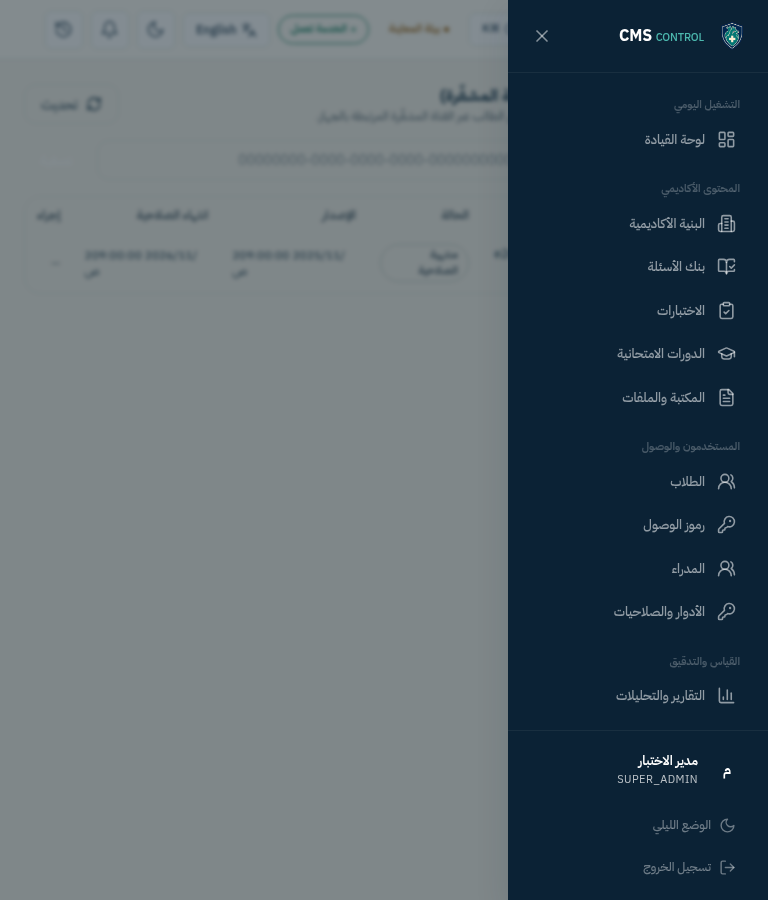 CMS CONTROL
التشغيل اليومي
لوحة القيادة
المحتوى الأكاديمي
البنية الأكاديمية
بنك الأسئلة
الاختبارات
الدورات الامتحانية
المكتبة والملفات
المستخدمون والوصول
الطلاب
رموز الوصول
المدراء
الأدوار والصلاحيات
القياس والتدقيق
التقارير والتحليلات
م
مدير الاختبار
SUPER_ADMIN
الوضع الليلي
تسجيل الخروج
English
تحديث
الحالة
الإصدار
انتهاء الصلاحية
إجراء
منتهية
الصلاحية